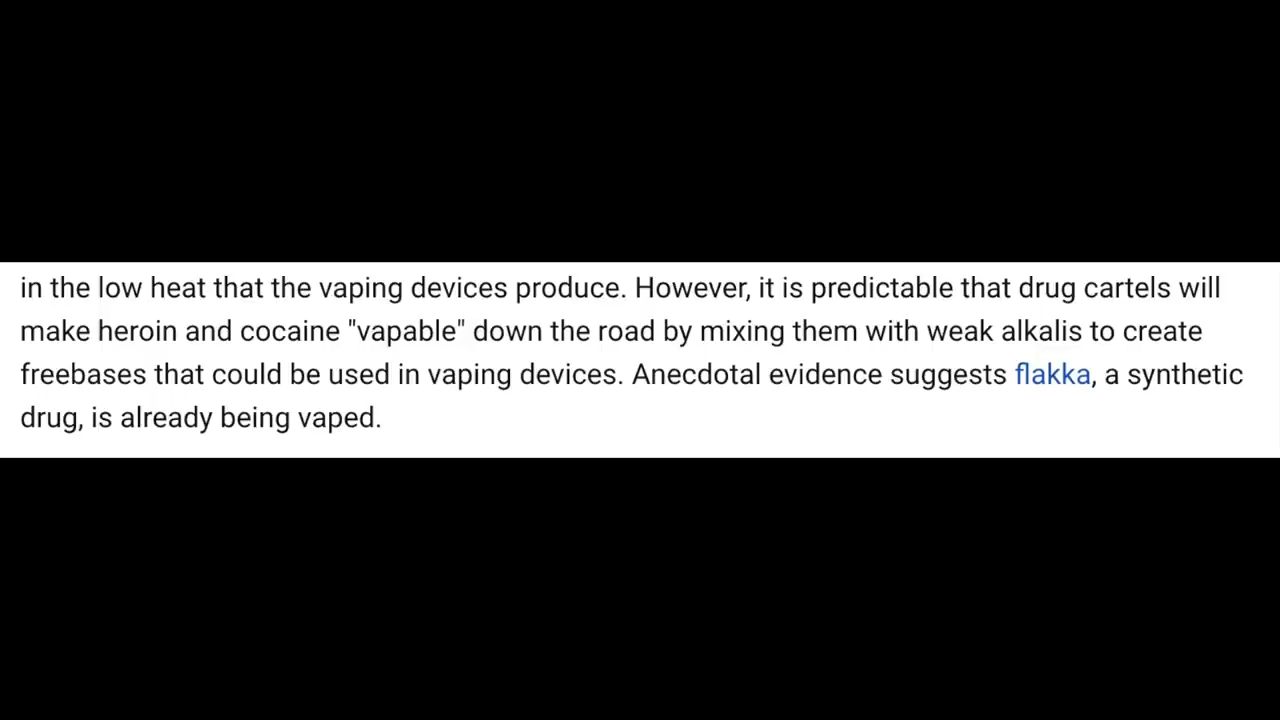 in the low heat that the vaping devices produce. However, it is predictable that drug cartels will
make heroin and cocaine "vapable" down the road by mixing them with weak alkalis to create
freebases that could be used in vaping devices. Anecdotal evidence suggests flakka, a synthetic
drug, is already being vaped.